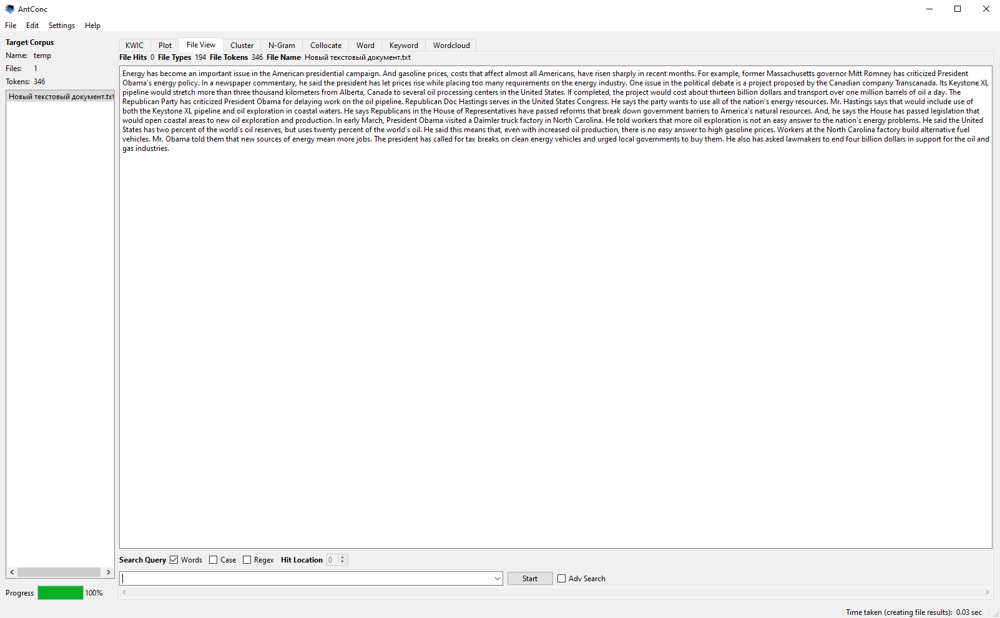 AntConc
File Edit Settings Help
Target Corpus
Name: temp
Files: 1
Tokens: 346
Новый текстовый документ.txt
KWIC Plot File View Cluster N-Gram Collocate Word Keyword Wordcloud
File Hits 0 File Types 194 File Tokens 346 File Name Новый текстовый документ.txt
Energy has become an important issue in the American presidential campaign. And gasoline prices, costs that affect almost all Americans, have risen sharply in recent months. For example, former Massachusetts governor Mitt Romney has criticized President
Obama's energy policy. In a newspaper commentary, he said the president has let prices rise while placing too many requirements on the energy industry. One issue in the political debate is a project proposed by the Canadian company Transcanada. Its Keystone XL
pipeline would stretch more than three thousand kilometers from Alberta, Canada to several oil processing centers in the United States. If completed, the project would cost about thirteen billion dollars and transport over one million barrels of oil a day. The
Republican Party has criticized President Obama for delaying work on the oil pipeline. Republican Doc Hastings serves in the United States Congress. He says the party wants to use all of the nation's energy resources. Mr. Hastings says that would include use of
both the Keystone XL pipeline and oil exploration in coastal waters. He says Republicans in the House of Representatives have passed reforms that break down government barriers to America's natural resources. And, he says the House has passed legislation that
would open coastal areas to new oil exploration and production. In early March, President Obama visited a Daimler truck factory in North Carolina. He told workers that more oil exploration is not an easy answer to the nation's energy problems. He said the United
States has two percent of the world's oil reserves, but uses twenty percent of the world's oil. He said this means that, even with increased oil production, there is no easy answer to high gasoline prices. Workers at the North Carolina factory build alternative fuel
vehicles. Mr. Obama told them that new sources of energy mean more jobs. The president has called for tax breaks on clean energy vehicles and urged local governments to buy them. He also has asked lawmakers to end four billion dollars in support for the oil and
gas industries.
Search Query Words Case Regex Hit Location 0
Start Adv Search
Progress 100%
Time taken (creating file results): 0.03 sec